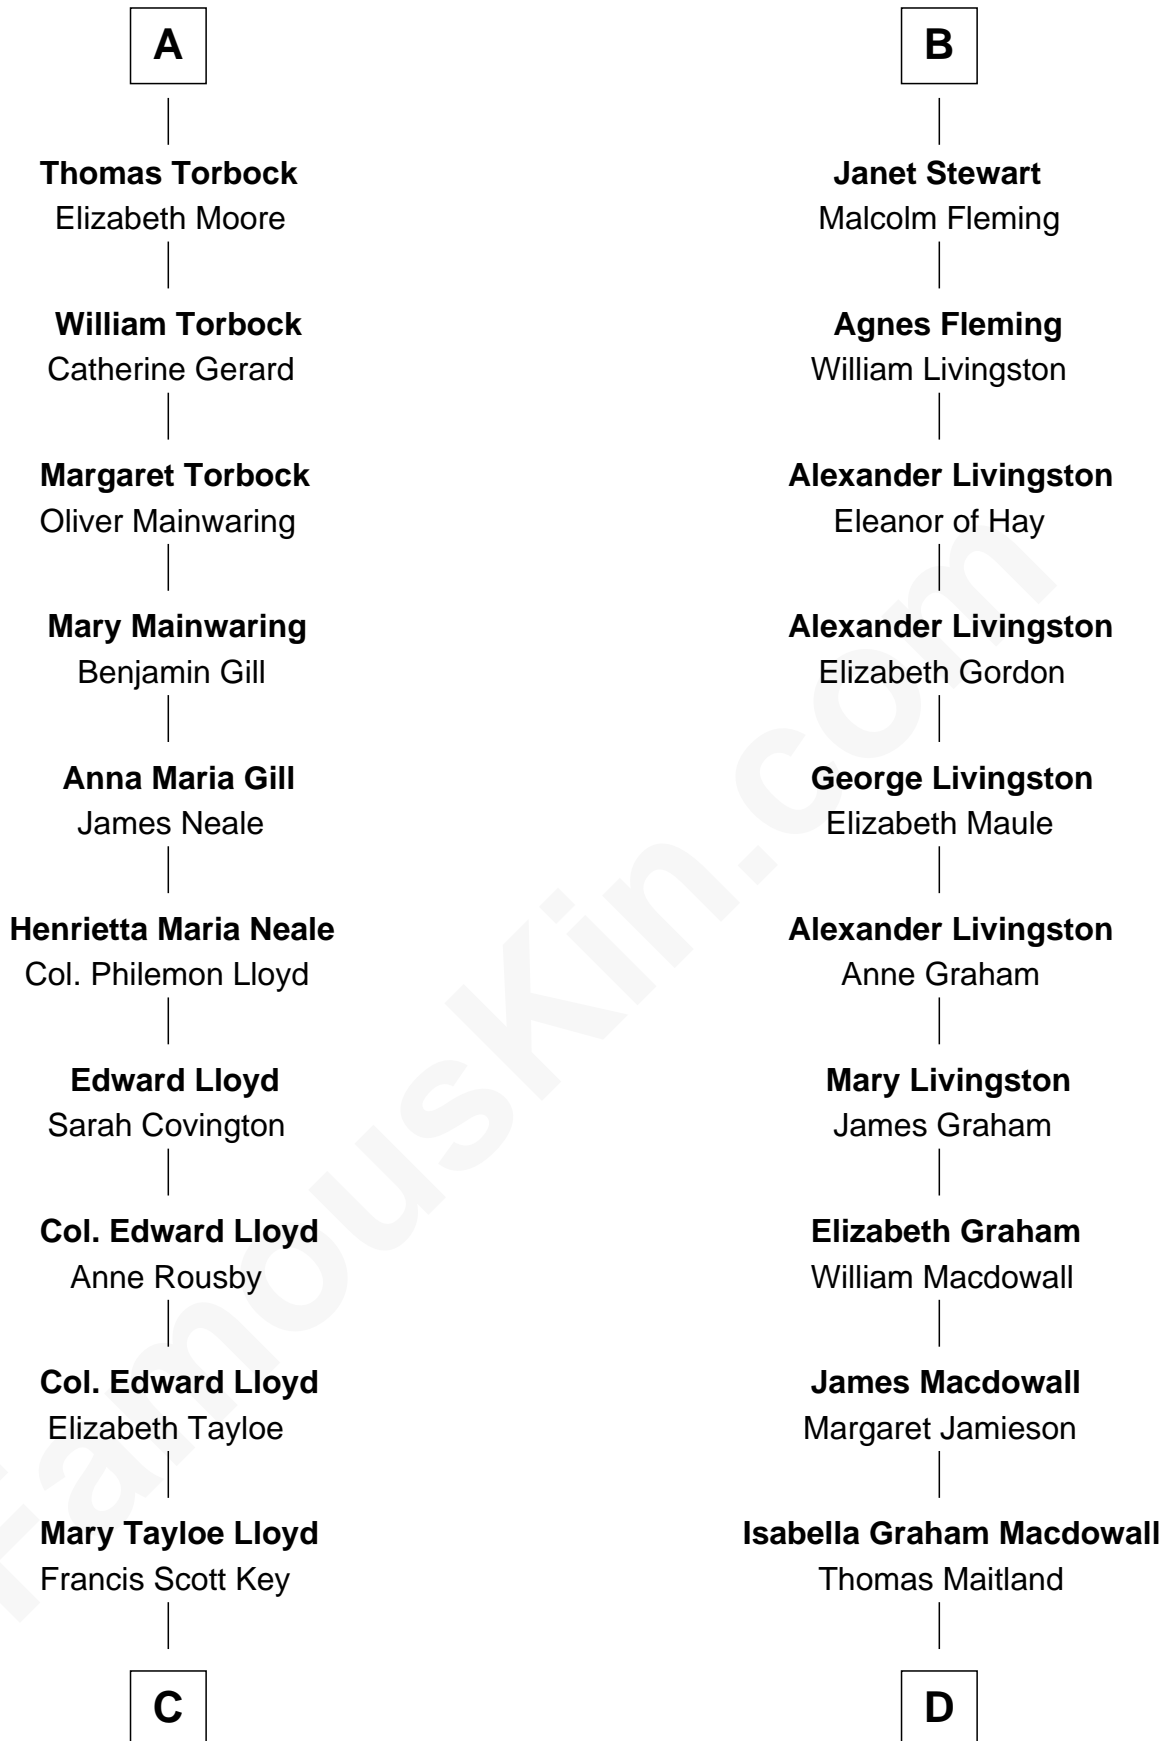 A
Thomas Torbock
Elizabeth Moore
William Torbock
Catherine Gerard
Margaret Torbock
Oliver Mainwaring
Mary Mainwaring
Benjamin Gill
Anna Maria Gill
James Neale
Henrietta Maria Neale
Col. Philemon Lloyd
Edward Lloyd
Sarah Covington
Col. Edward Lloyd
Anne Rousby
Col. Edward Lloyd
Elizabeth Tayloe
Mary Tayloe Lloyd
Francis Scott Key
C
B
Janet Stewart
Malcolm Fleming
Agnes Fleming
William Livingston
Alexander Livingston
Eleanor of Hay
Alexander Livingston
Elizabeth Gordon
George Livingston
Elizabeth Maule
Alexander Livingston
Anne Graham
Mary Livingston
James Graham
Elizabeth Graham
William Macdowall
James Macdowall
Margaret Jamieson
Isabella Graham Macdowall
Thomas Maitland
D
FamousKin.com